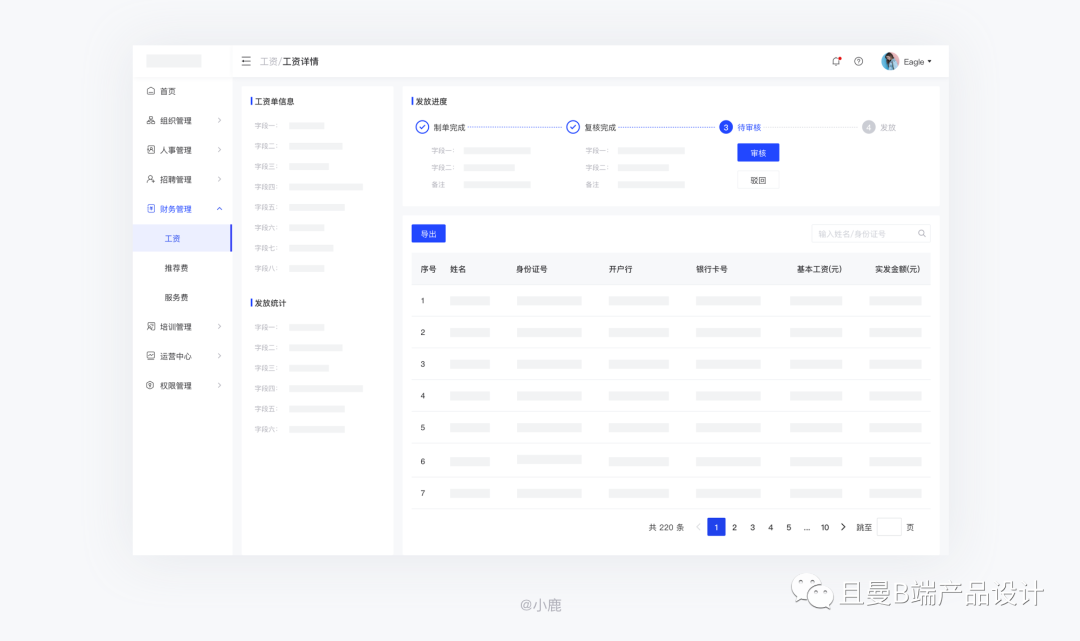 工资/工资详情
Eagle
首页
组织管理
人事管理
招聘管理
财务管理
工资
推荐费
服务费
培训管理
运营中心
权限管理
工资单信息
字段一:
字段二:
字段三:
字段四:
字段五:
字段六:
字段七:
字段八:
发放统计
字段一:
字段二:
字段三:
字段四:
字段五:
字段六:
发放进度
制单完成 复核完成 3 待审核 4 发放
字段一: 字段一: 审核
字段二: 字段二:
备注 备注 驳回
导出 输入姓名/身份证号
序号 姓名 身份证号 开户行 银行卡号 基本工资(元) 实发金额(元)
1
2
3
4
5
6
7
共 220 条 1 2 3 4 5 ... 10 跳至 页
@小鹿
且曼B端产品设计